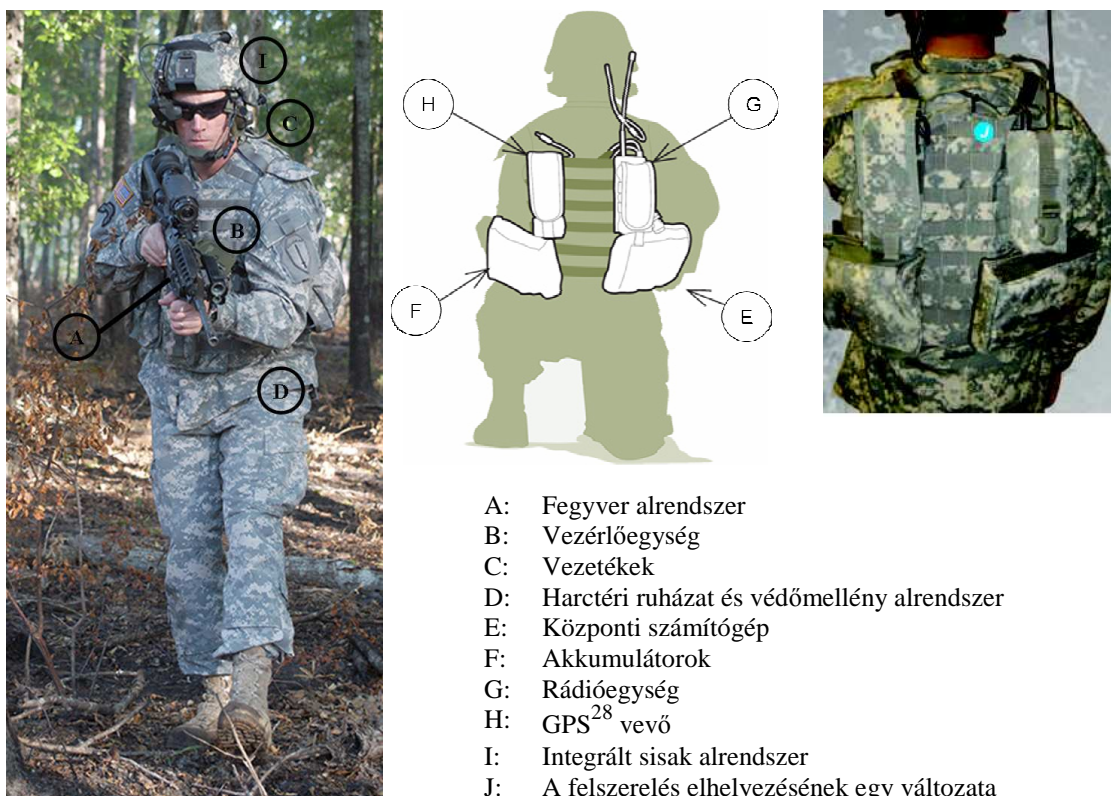 I
C
B
A
D
H
G
F
E
J
A: Fegyver alrendszer
B: Vezérlőegység
C: Vezetékek
D: Harctéri ruházat és védőmellény alrendszer
E: Központi számítógép
F: Akkumulátorok
G: Rádióegység
H: GPS28 vevő
I: Integrált sisak alrendszer
J: A felszerelés elhelyezésének egy változata